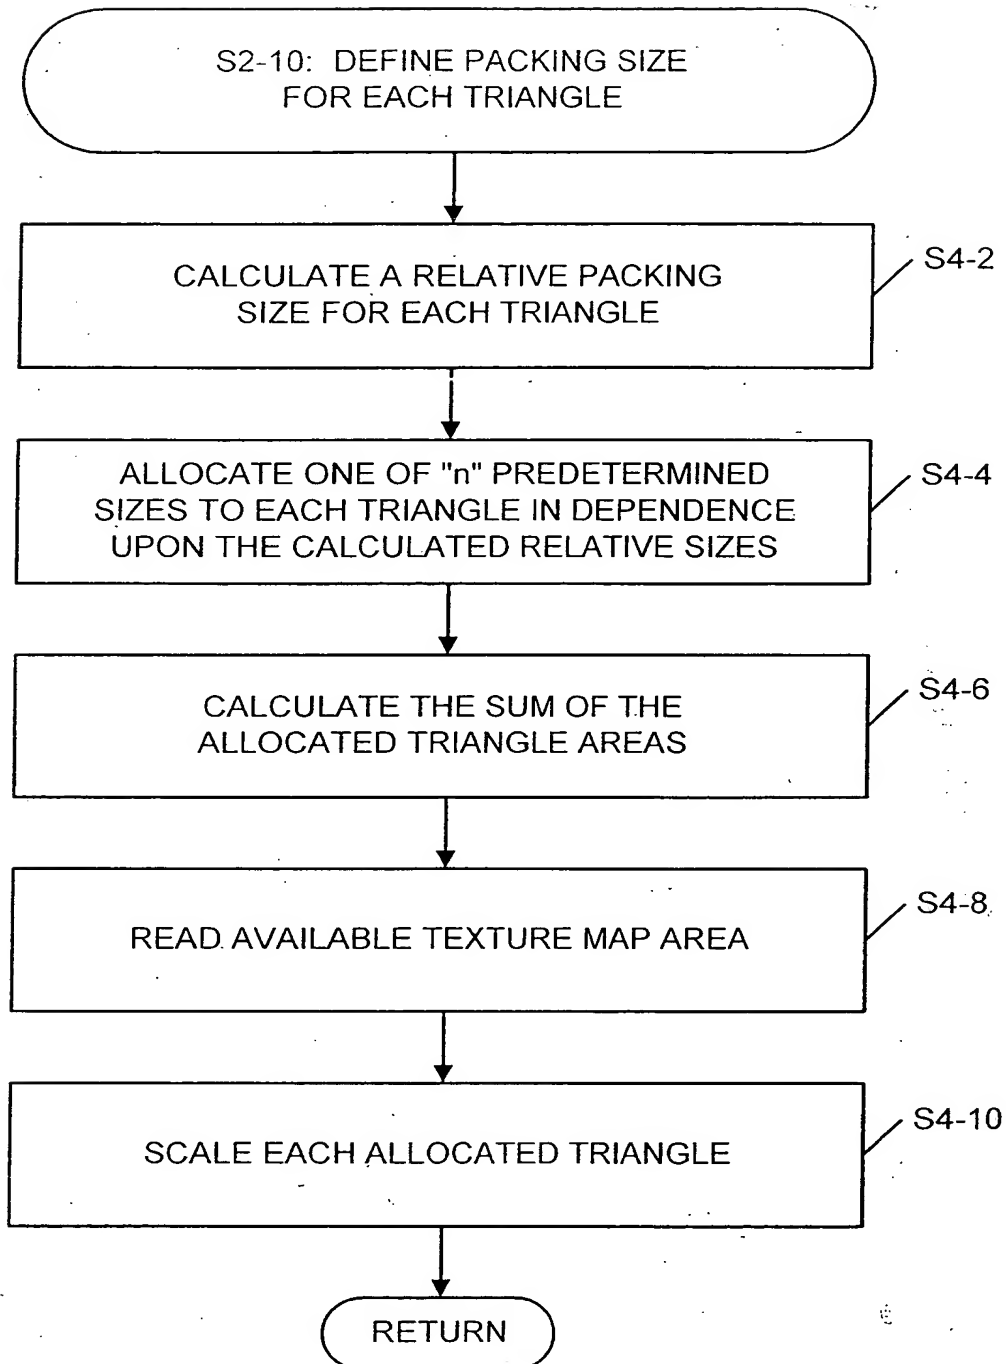 S2-10: DEFINE PACKING SIZE
FOR EACH TRIANGLE
CALCULATE A RELATIVE PACKING
SIZE FOR EACH TRIANGLE
S4-2
ALLOCATE ONE OF "n" PREDETERMINED
SIZES TO EACH TRIANGLE IN DEPENDENCE
UPON THE CALCULATED RELATIVE SIZES
S4-4
CALCULATE THE SUM OF THE
ALLOCATED TRIANGLE AREAS
S4-6
READ AVAILABLE TEXTURE MAP AREA
S4-8
SCALE EACH ALLOCATED TRIANGLE
S4-10
RETURN